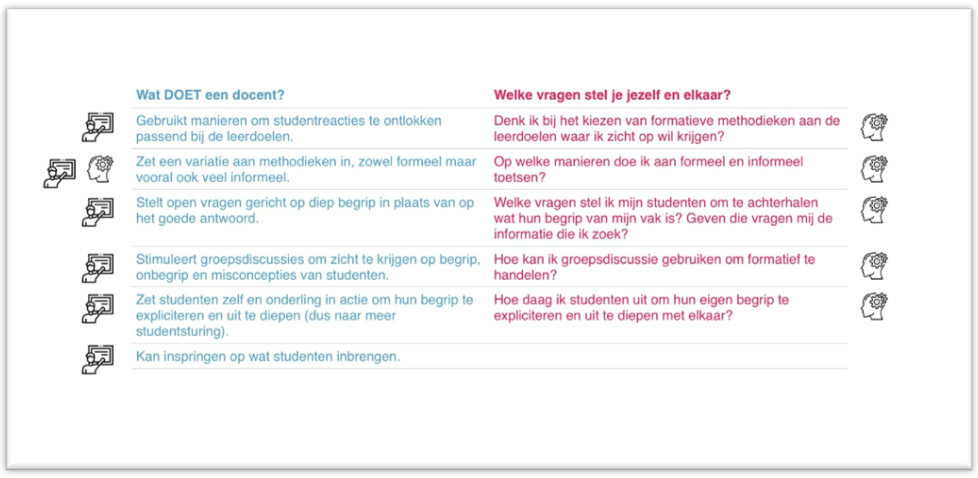 Wat DOET een docent?
Welke vragen stel je jezelf en elkaar?
Gebruikt manieren om studentreacties te ontlokken
passend bij de leerdoelen.
Denk ik bij het kiezen van formatieve methodieken aan de
leerdoelen waar ik zicht op wil krijgen?
Zet een variatie aan methodieken in, zowel formeel maar
vooral ook veel informeel.
Op welke manieren doe ik aan formeel en informeel
toetsen?
Stelt open vragen gericht op diep begrip in plaats van op
het goede antwoord.
Welke vragen stel ik mijn studenten om te achterhalen
wat hun begrip van mijn vak is? Geven die vragen mij de
informatie die ik zoek?
Stimuleert groepsdiscussies om zicht te krijgen op begrip,
onbegrip en misconcepties van studenten.
Hoe kan ik groepsdiscussie gebruiken om formatief te
handelen?
Zet studenten zelf en onderling in actie om hun begrip te
expliciteren en uit te diepen (dus naar meer
studentsturing).
Hoe daag ik studenten uit om hun eigen begrip te
expliciteren en uit te diepen met elkaar?
Kan inspringen op wat studenten inbrengen.